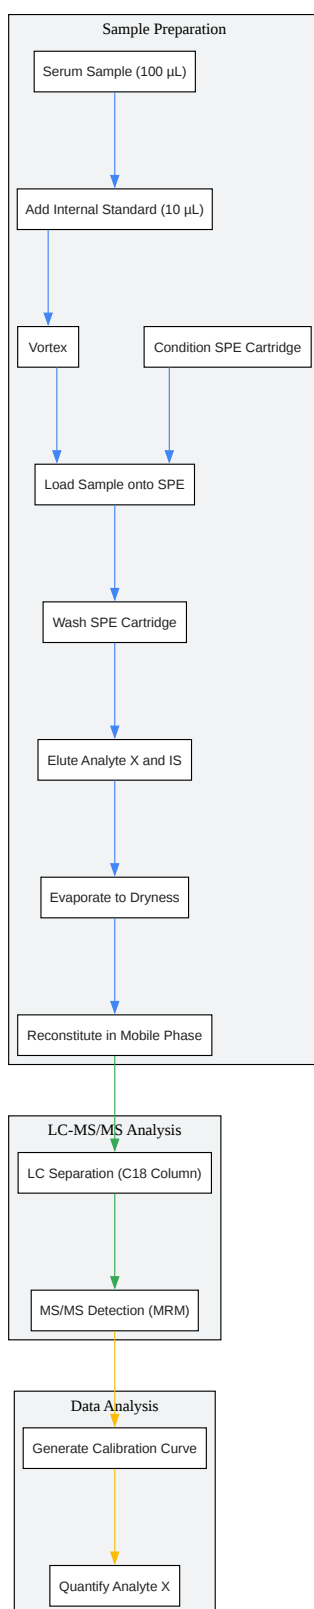 Sample Preparation
Serum Sample (100 µL)
Add Internal Standard (10 µL)
Vortex
Condition SPE Cartridge
Load Sample onto SPE
Wash SPE Cartridge
Elute Analyte X and IS
Evaporate to Dryness
Reconstitute in Mobile Phase
LC-MS/MS Analysis
LC Separation (C18 Column)
MS/MS Detection (MRM)
Data Analysis
Generate Calibration Curve
Quantify Analyte X